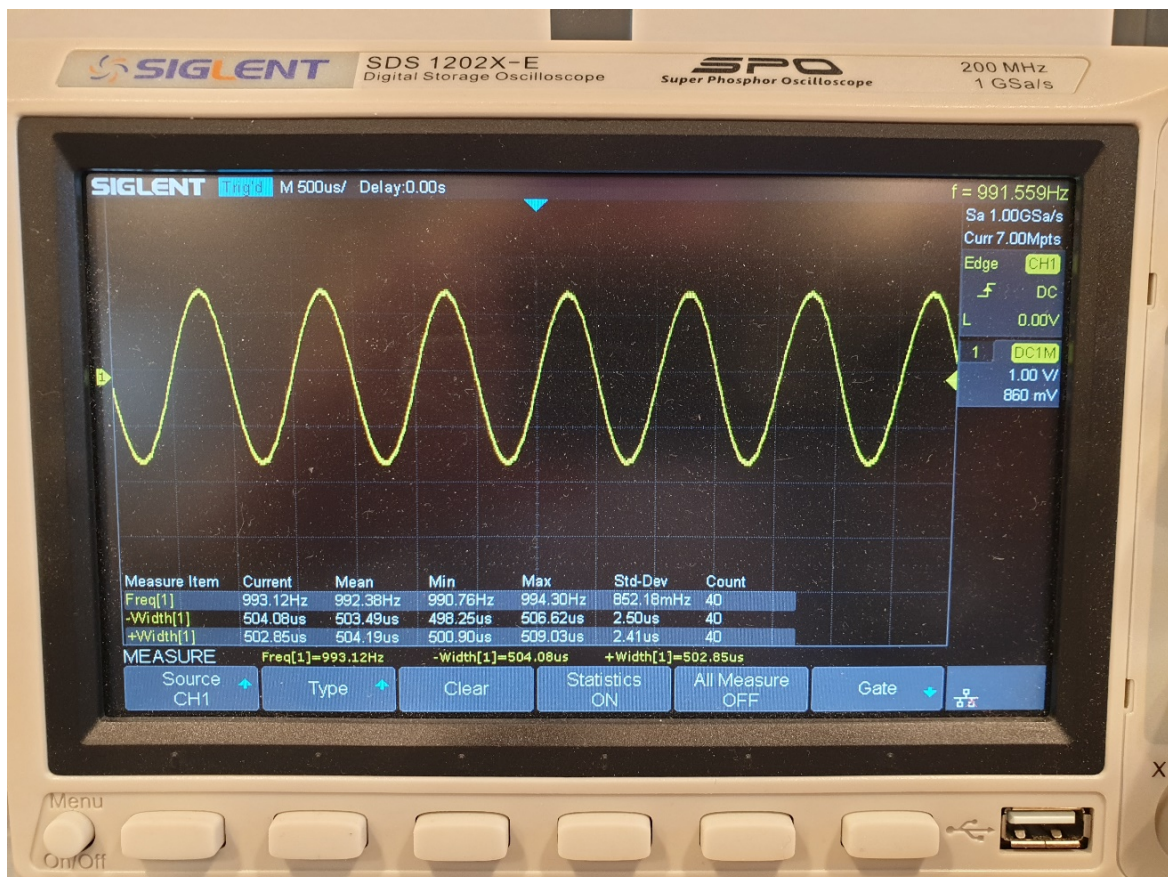 SIGLENT SDS 1202X-E
Digital Storage Oscilloscope
SPO
Super Phosphor Oscilloscope
200 MHz
1 GSa/s
SIGLENT Trig'd M 500us/ Delay:0.00s
f = 991.559Hz
Sa 1.00GSa/s
Curr 7.00Mpts
Edge CH1
DC
L 0.00V
1 DC1M
1.00 V/
860 mV
1
Measure Item Current Mean Min Max Std-Dev Count
Freq[1] 993.12Hz 992.38Hz 990.76Hz 994.30Hz 852.18mHz 40
-Width[1] 504.08us 503.49us 498.25us 506.62us 2.50us 40
+Width[1] 502.85us 504.19us 500.90us 509.03us 2.41us 40
MEASURE Freq[1]=993.12Hz -Width[1]=504.08us +Width[1]=502.85us
Source
CH1
Type
Clear
Statistics
ON
All Measure
OFF
Gate
Menu
On/Off
X